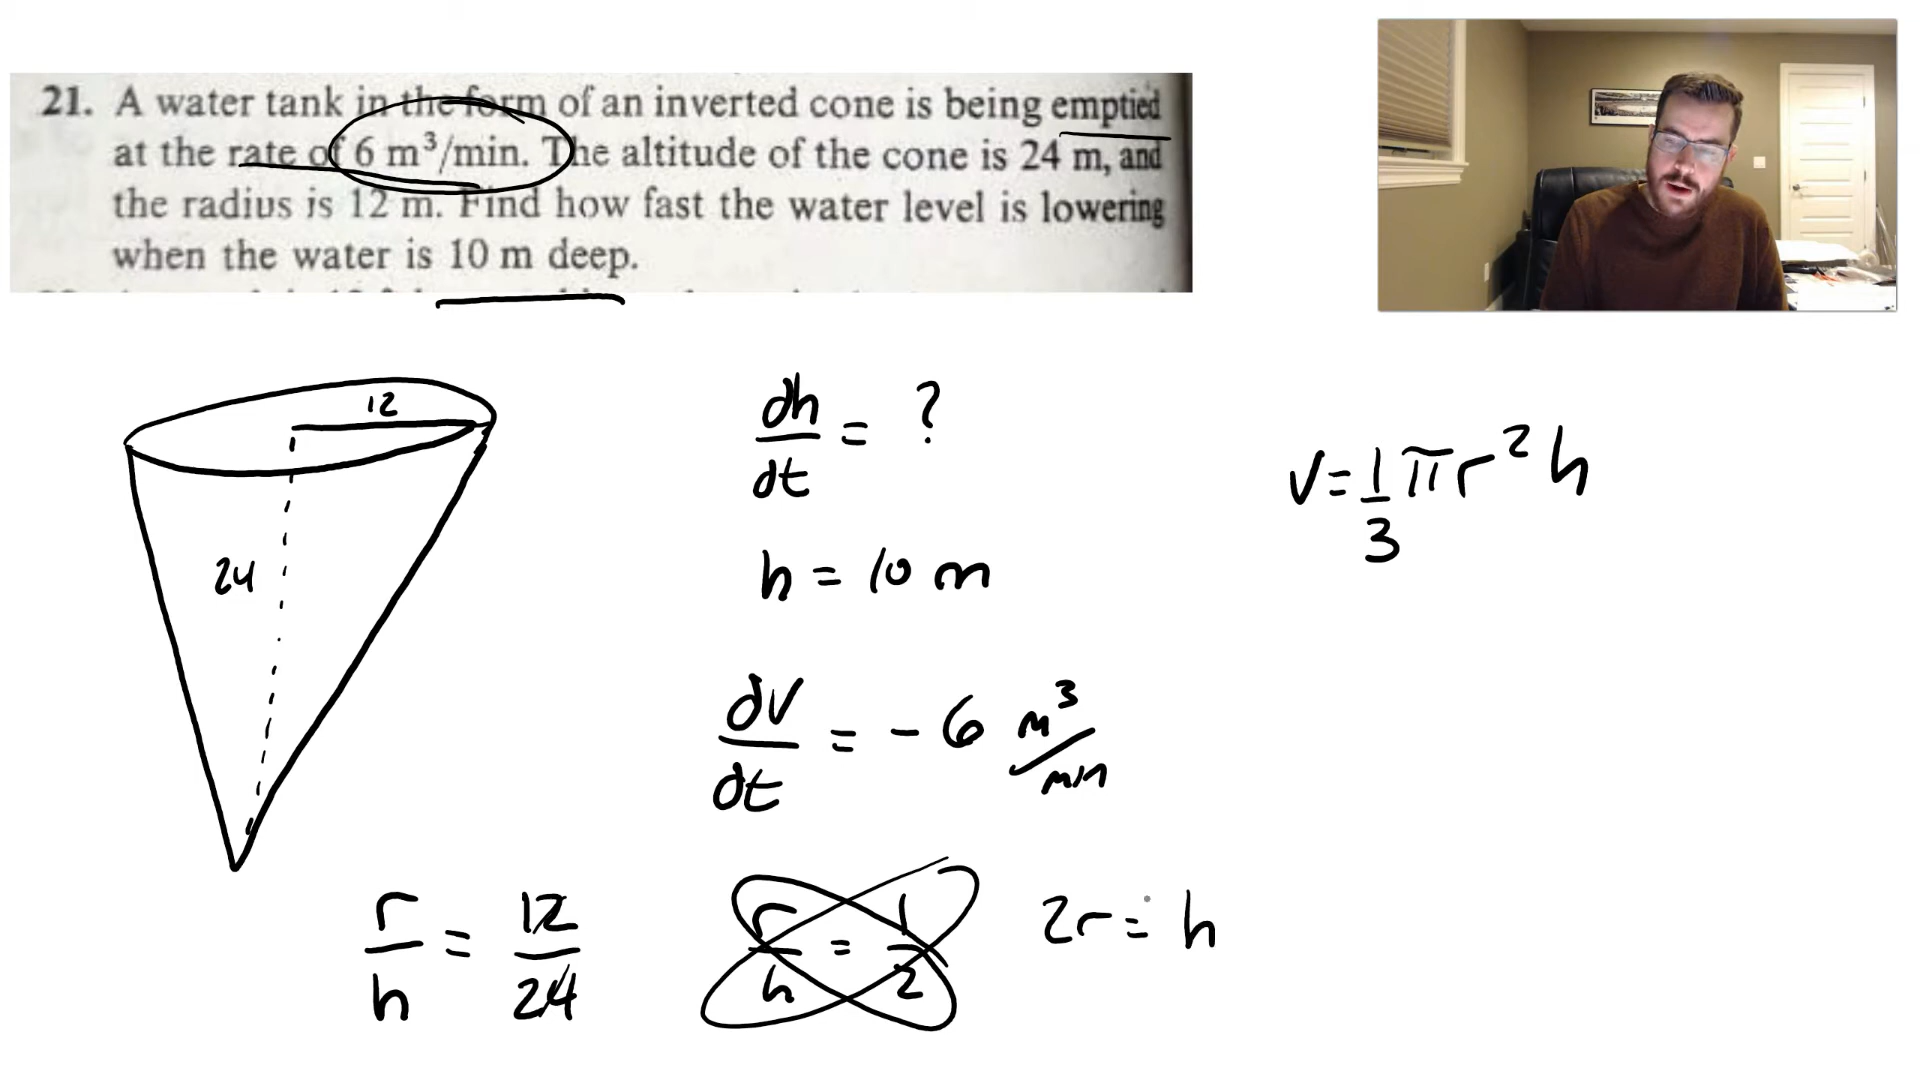 21. A water tank in the form of an inverted cone is being emptied
at the rate of 6 m³/min. The altitude of the cone is 24 m, and
the radius is 12 m. Find how fast the water level is lowering
when the water is 10 m deep.
12
24
dh/dt = ?
h = 10 m
dV/dt = - 6 m³/min
V = 1/3 π r² h
r/h = 12/24
r/h = 1/2
2r = h